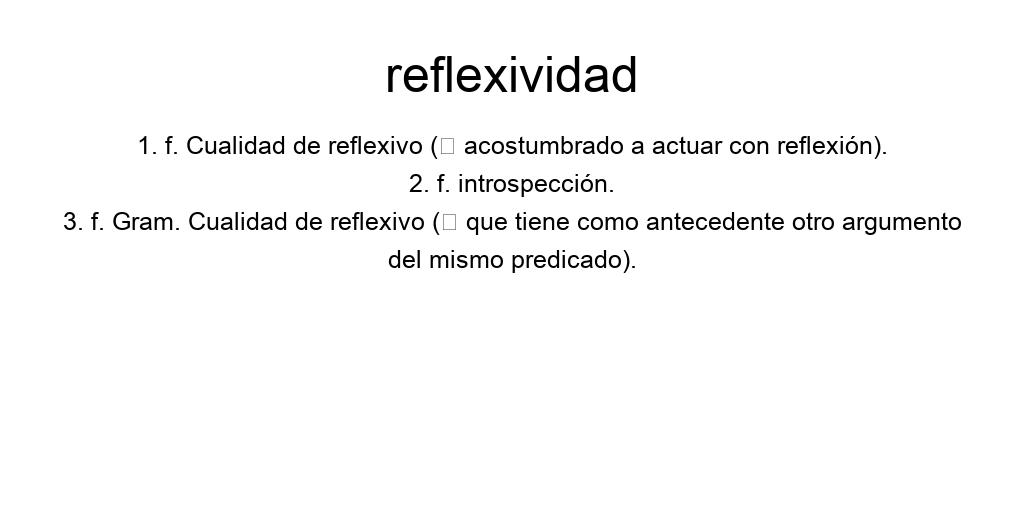 reflexividad
1. f. Cualidad de reflexivo (□ acostumbrado a actuar con reflexión).
2. f. introspección.
3. f. Gram. Cualidad de reflexivo (□ que tiene como antecedente otro argumento
del mismo predicado).